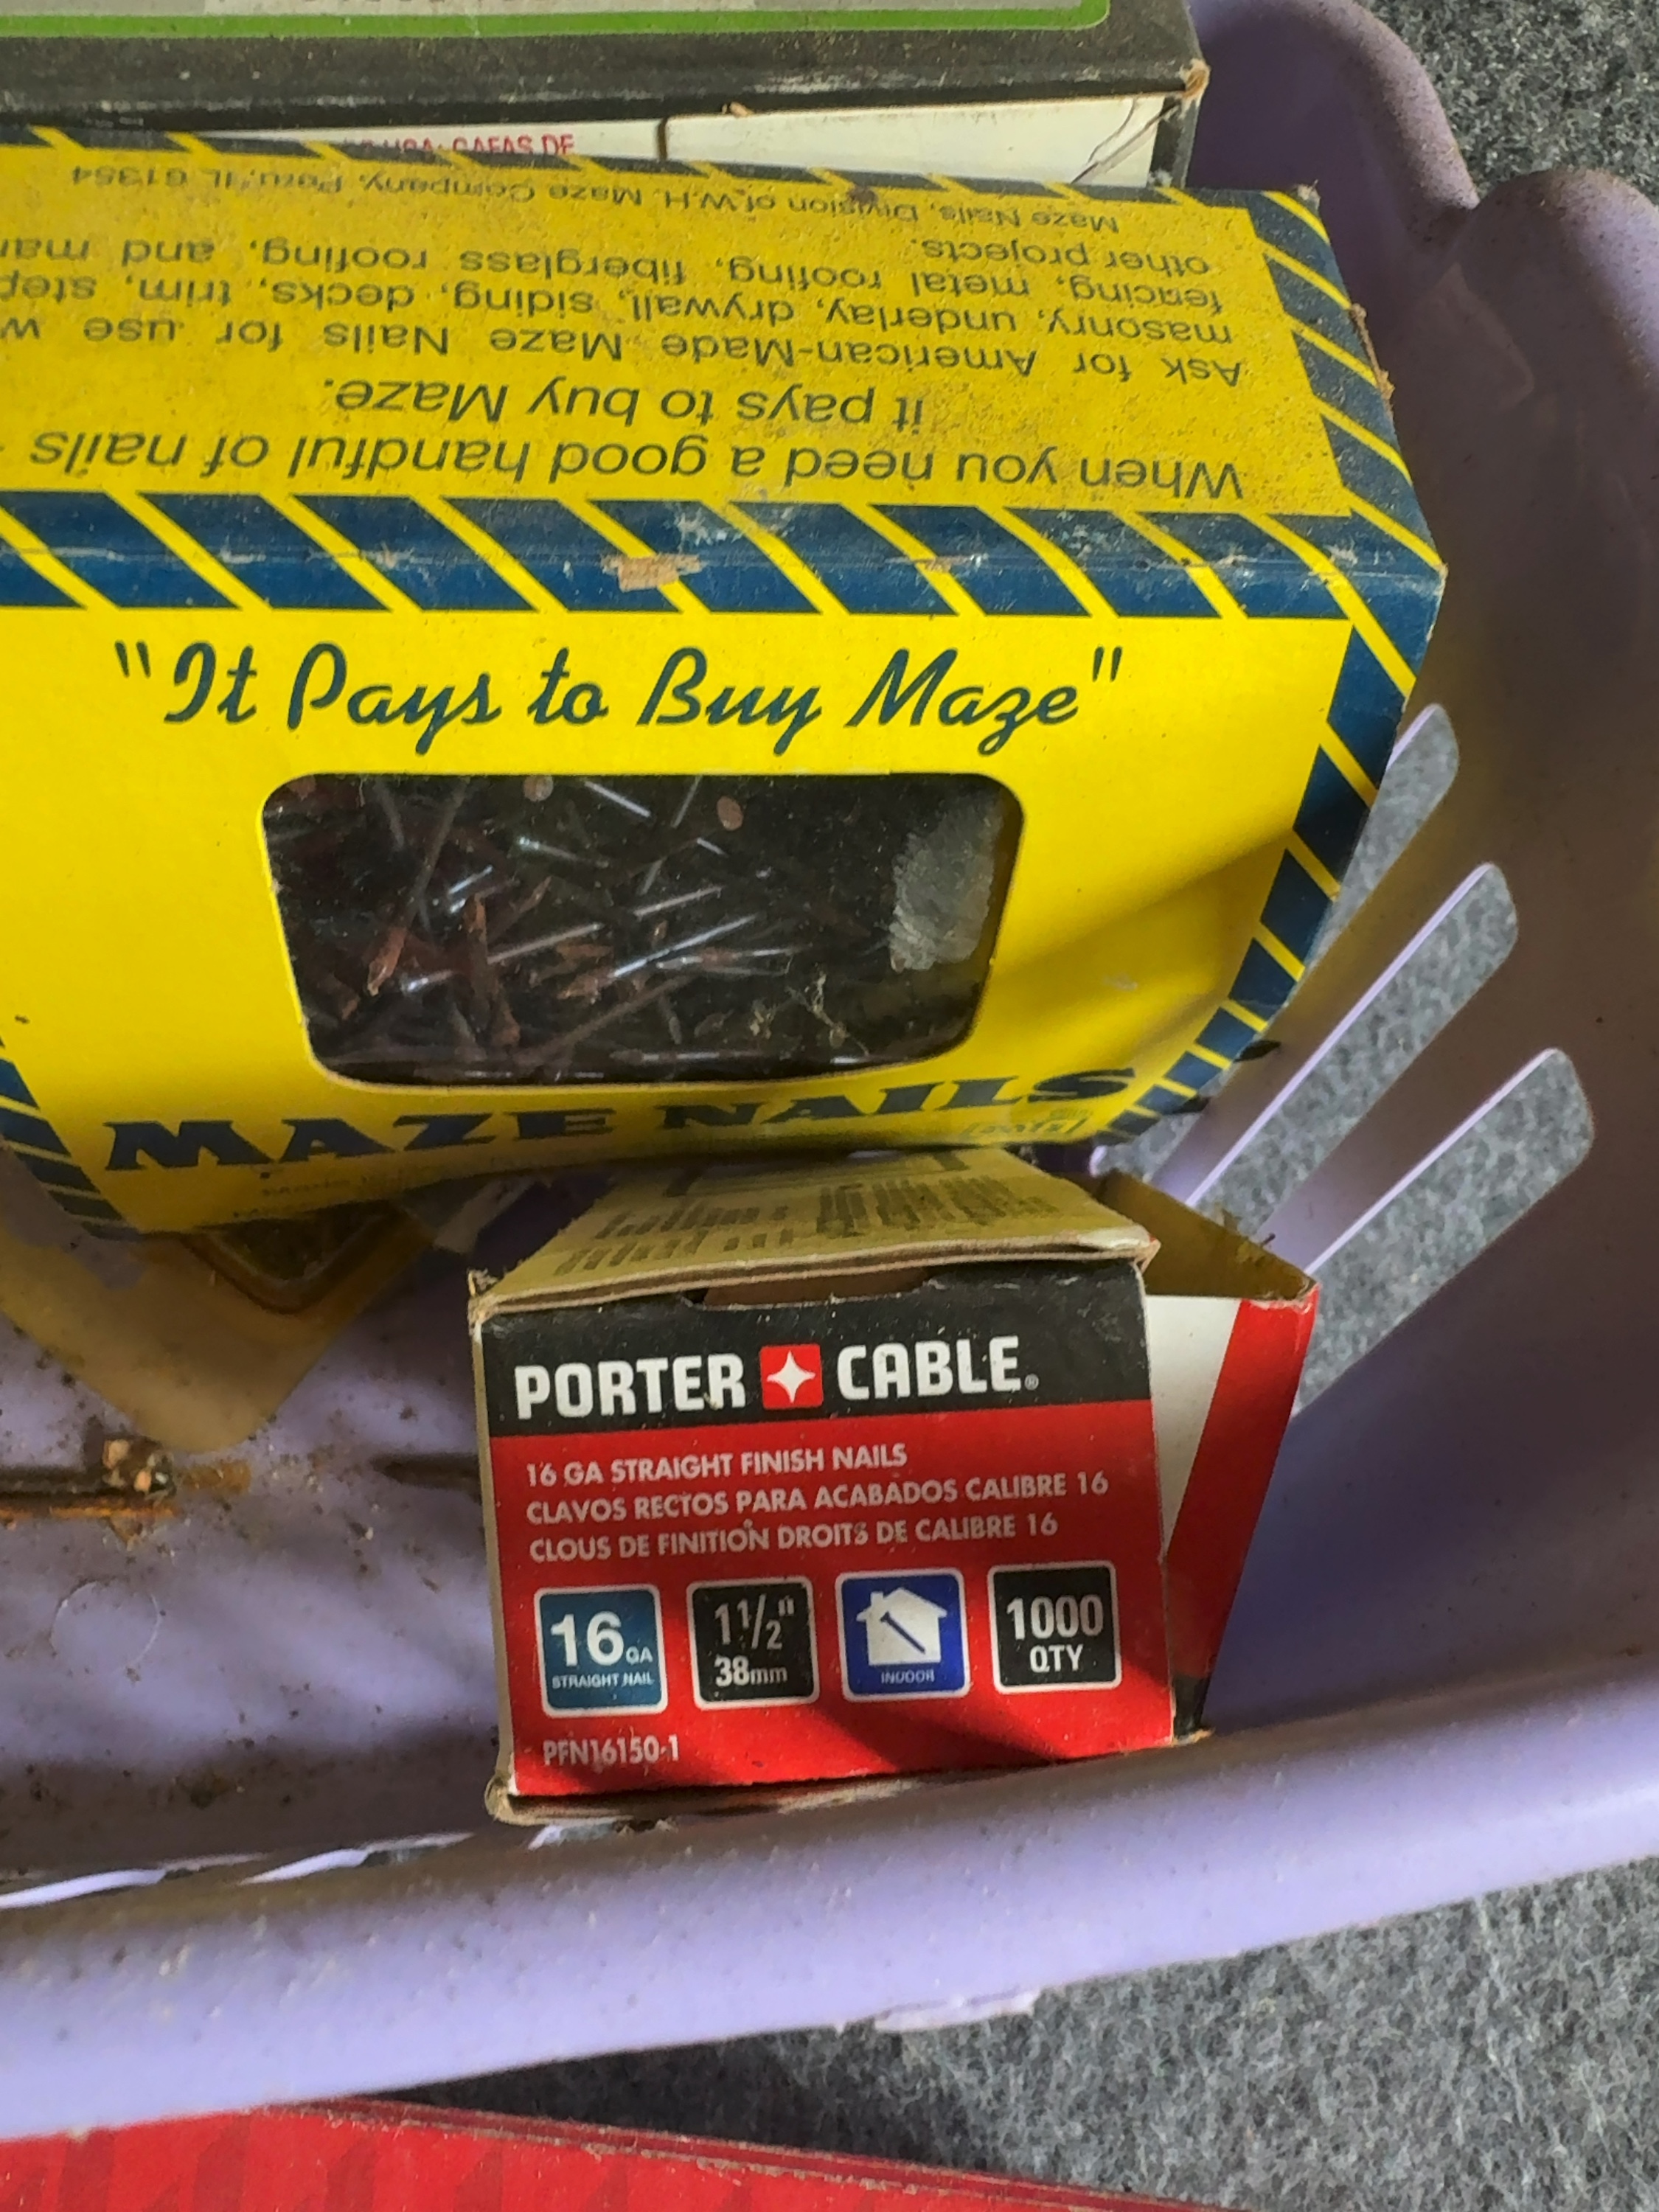 CAFAS DE
Maze Nails, Division of W.H. Maze Company, Peru, IL 61354
other projects.
fencing, metal roofing, fiberglass roofing, and
masonry, underlay, drywall, siding, decks, trim,
Ask for American-Made Maze Nails for use
it pays to buy Maze.
When you need a good handful of nails -
"It Pays to Buy Maze"
MAZE NAILS
PORTER CABLE®
16 GA STRAIGHT FINISH NAILS
CLAVOS RECTOS PARA ACABADOS CALIBRE 16
CLOUS DE FINITION DROITS DE CALIBRE 16
16 GA
STRAIGHT NAIL
1 1/2"
38mm
INDOOR
1000
QTY
PFN16150-1